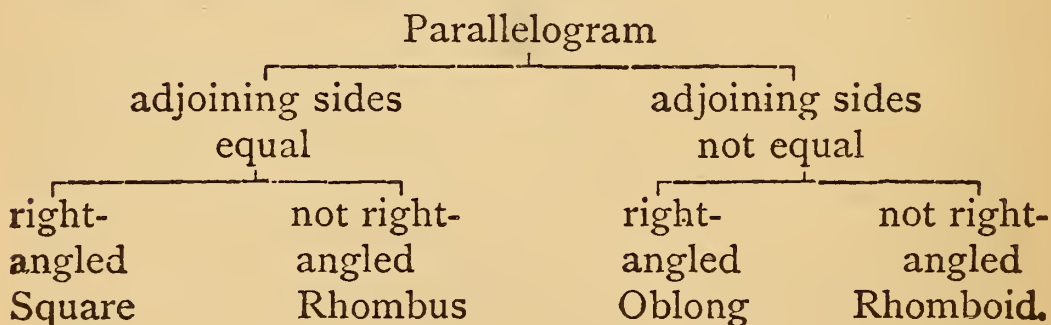 Parallelogram
adjoining sides adjoining sides
equal not equal
right- not right- right- not right-
angled angled angled angled
Square Rhombus Oblong Rhomboid.